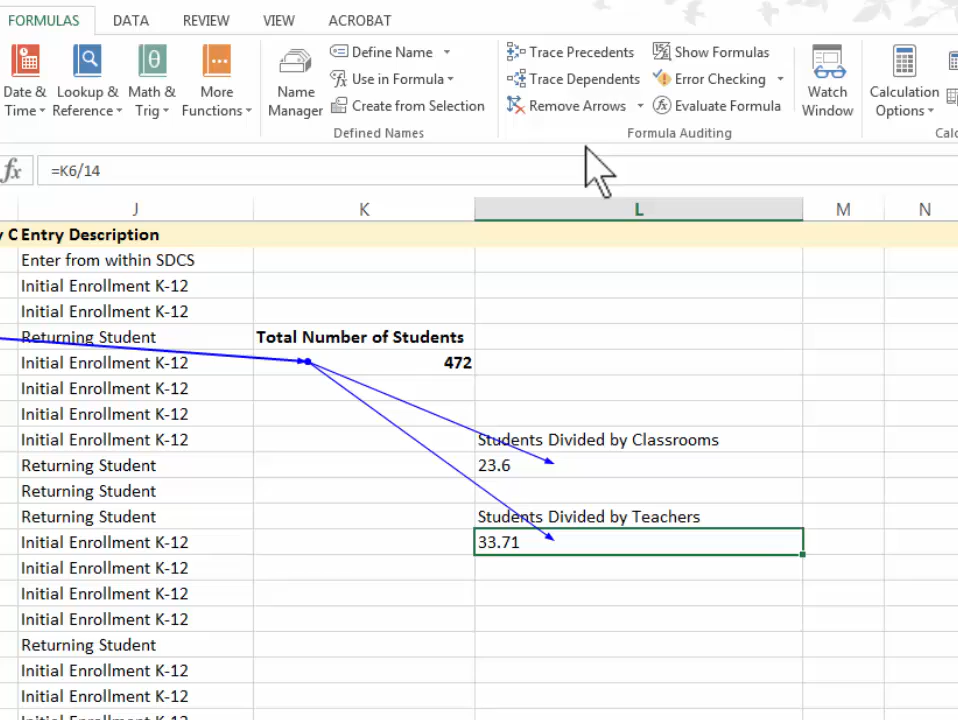 FORMULAS DATA REVIEW VIEW ACROBAT
Date & Time
Lookup & Reference
Math & Trig
More Functions
Name Manager
Define Name
Use in Formula
Create from Selection
Defined Names
Trace Precedents
Trace Dependents
Remove Arrows
Show Formulas
Error Checking
Evaluate Formula
Formula Auditing
Watch Window
Calculation Options
Calc
fx =K6/14
J K L M N
y C Entry Description
Enter from within SDCS
Initial Enrollment K-12
Initial Enrollment K-12
Returning Student Total Number of Students
Initial Enrollment K-12 472
Initial Enrollment K-12
Initial Enrollment K-12
Initial Enrollment K-12 Students Divided by Classrooms
Returning Student 23.6
Returning Student
Returning Student Students Divided by Teachers
Initial Enrollment K-12 33.71
Initial Enrollment K-12
Initial Enrollment K-12
Initial Enrollment K-12
Returning Student
Initial Enrollment K-12
Initial Enrollment K-12
Initial Enrollment K-12